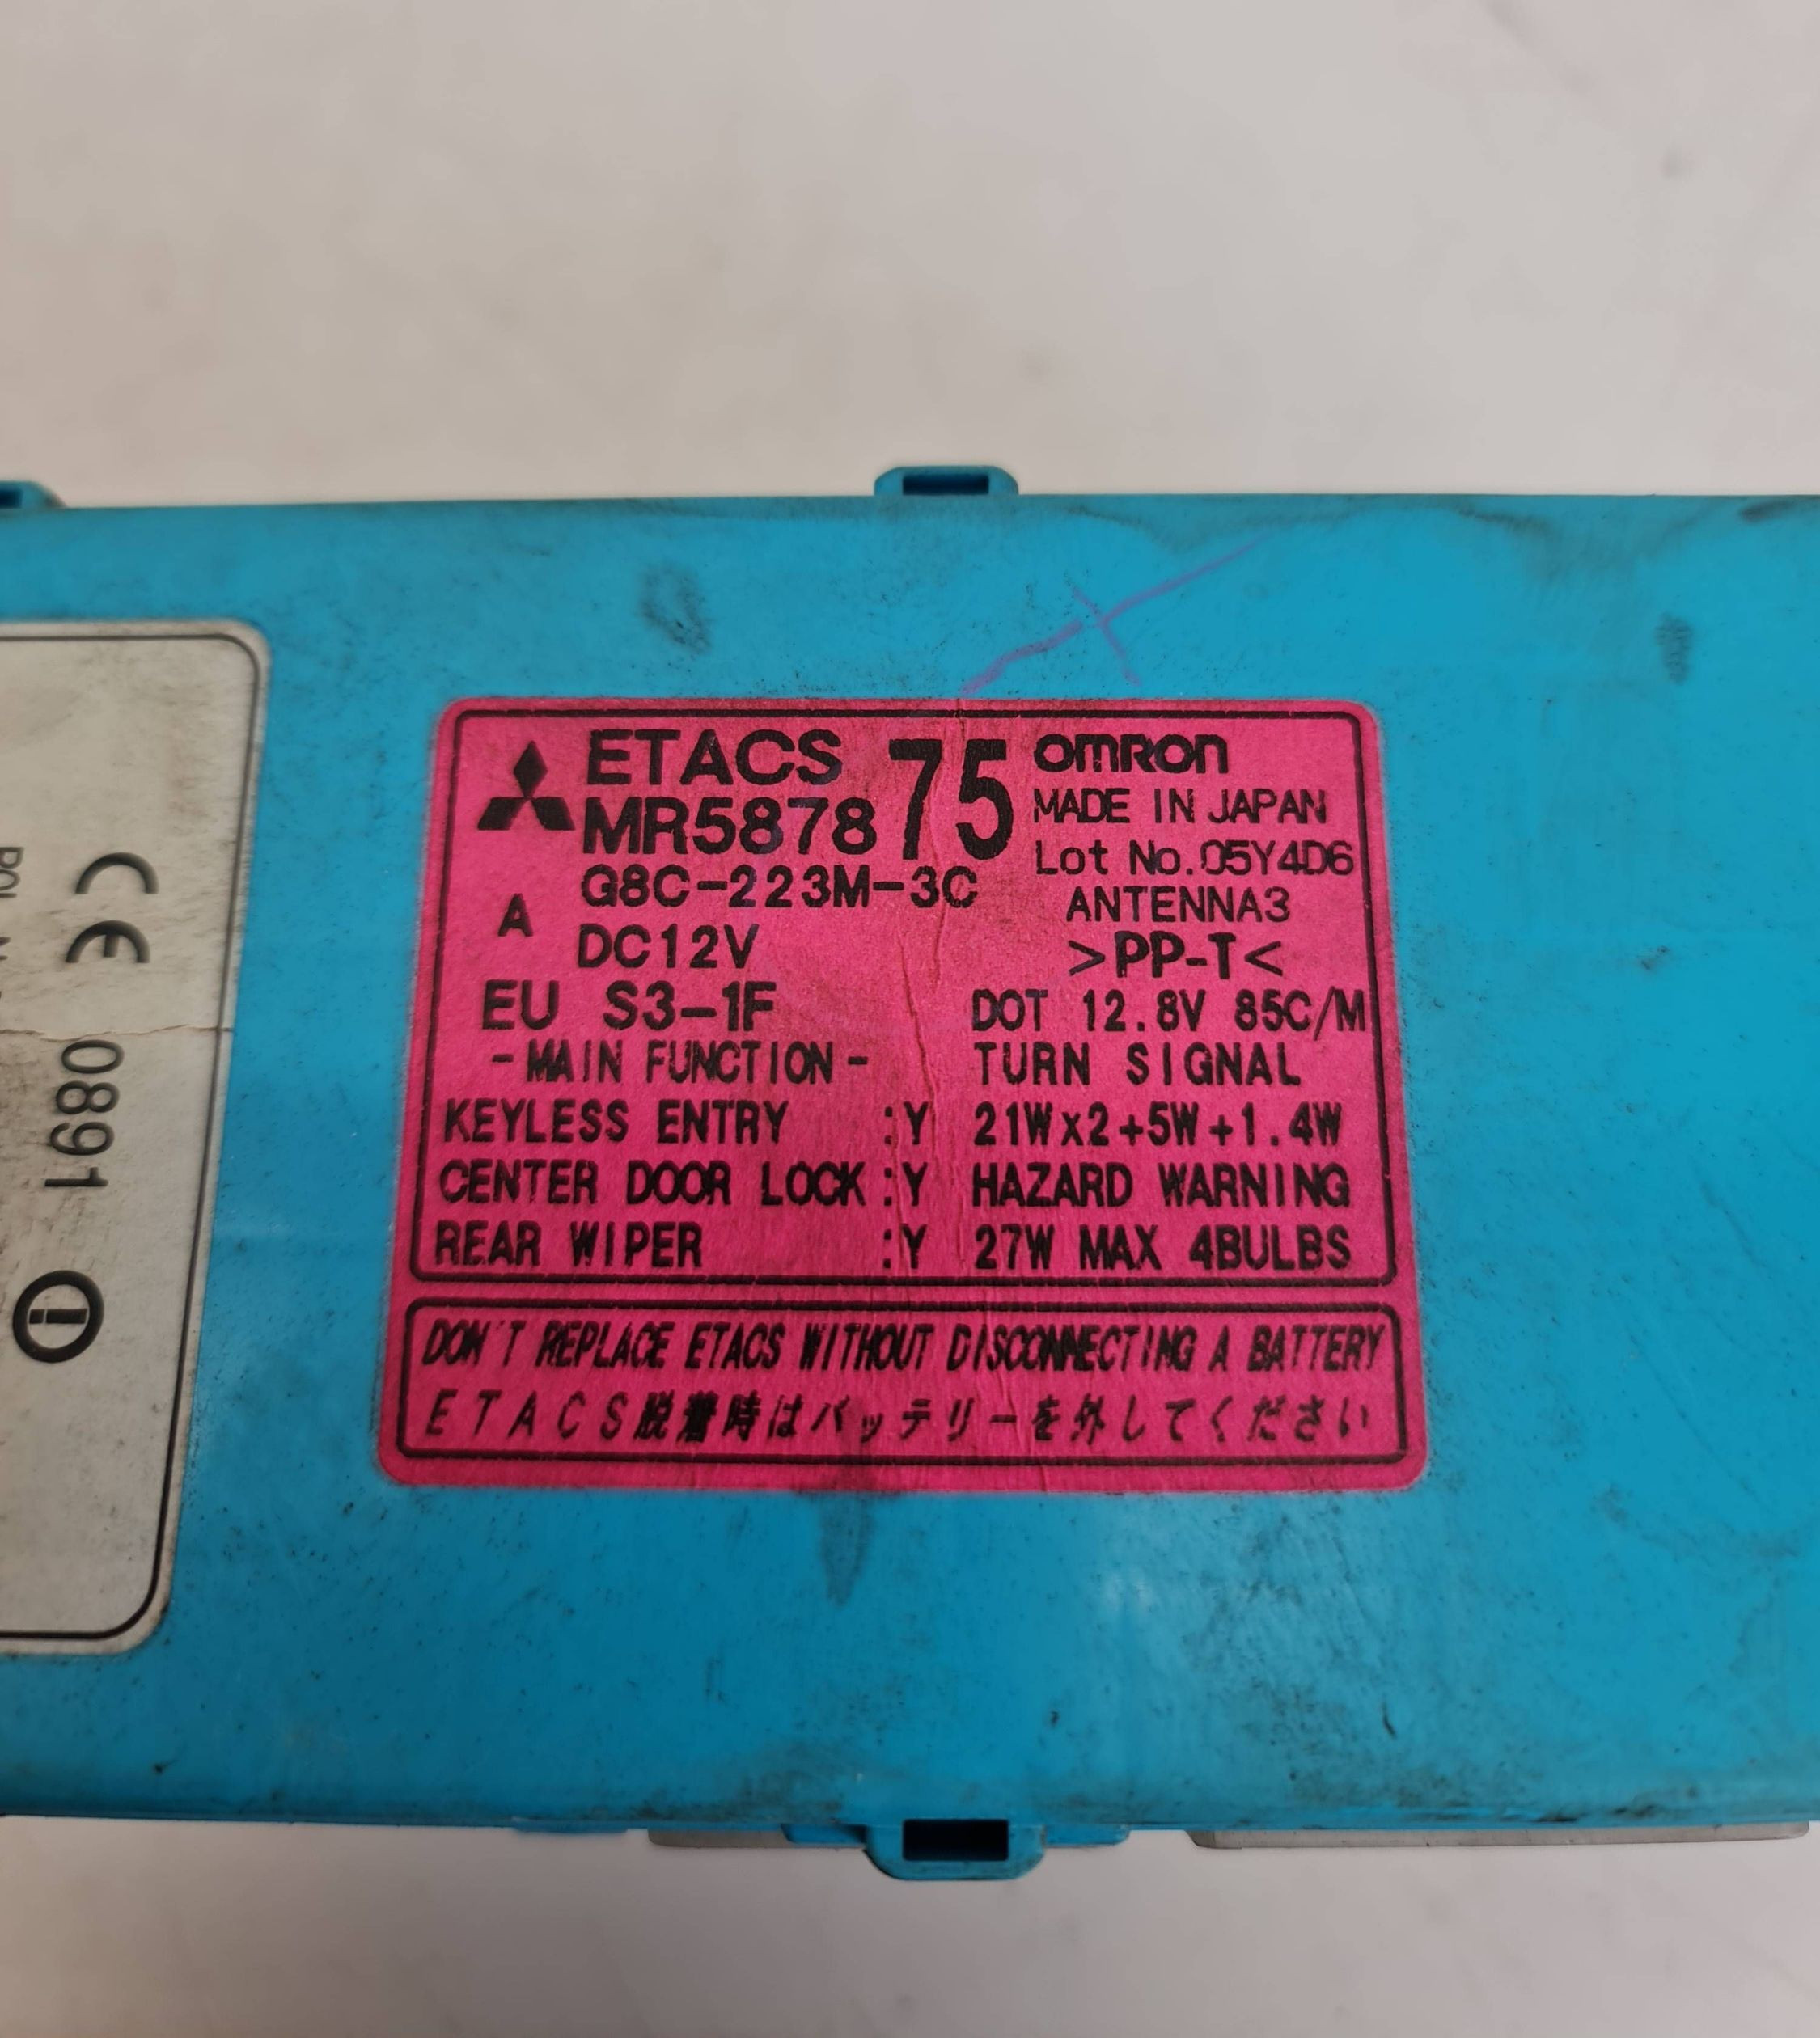 ETACS 75 OMRON
MR5878
MADE IN JAPAN
Lot No.05Y4D6
G8C-223M-3C
ANTENNA3
A
DC12V
>PP-T<
EU S3-1F
DOT 12.8V 85C/M
-MAIN FUNCTION-
TURN SIGNAL
KEYLESS ENTRY :Y
21Wx2+5W+1.4W
CENTER DOOR LOCK:Y
HAZARD WARNING
REAR WIPER :Y
27W MAX 4BULBS
DON'T REPLACE ETACS WITHOUT DISCONNECTING A BATTERY
ETACS脱着時はバッテリーを外してください
CE 0891